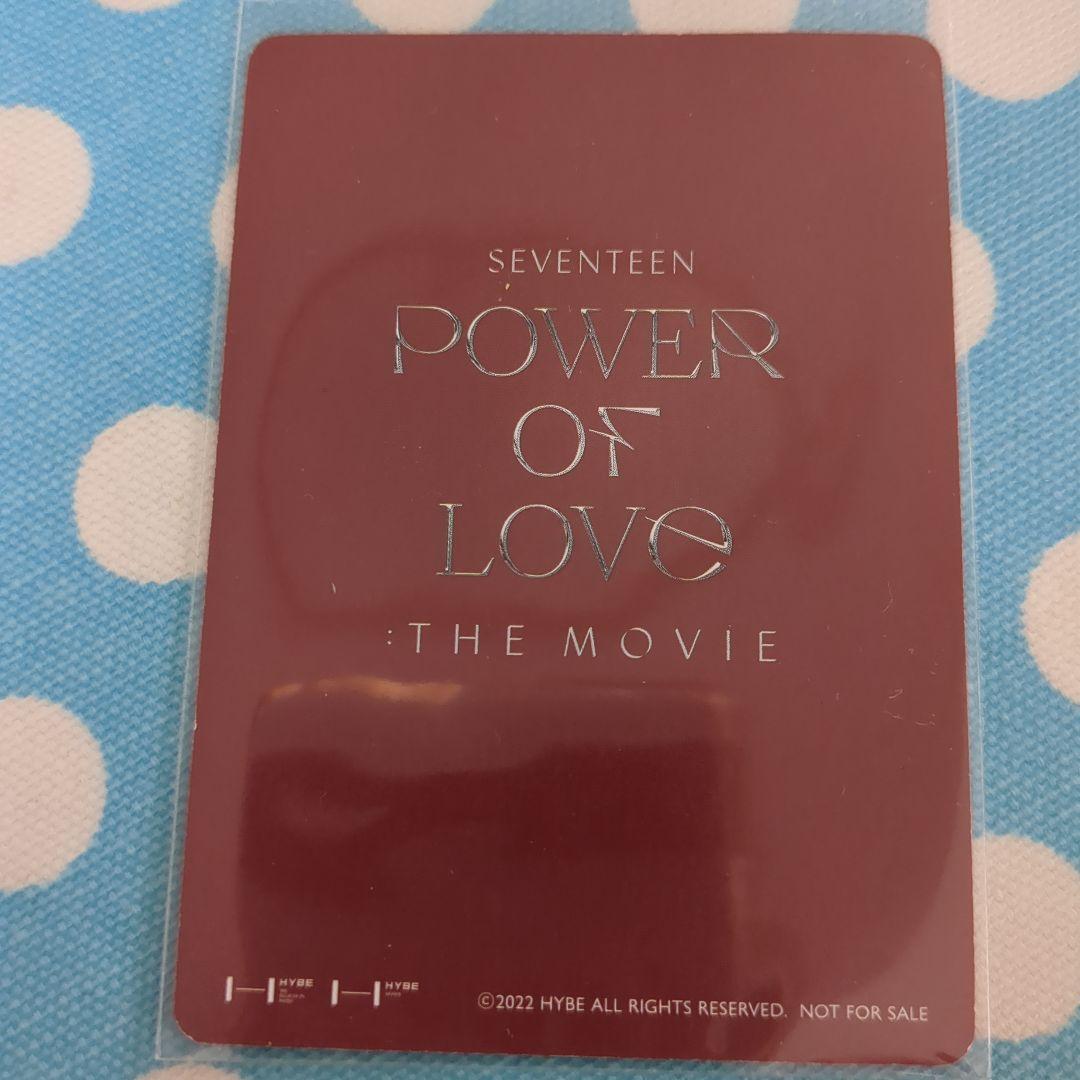 SEVENTEEN
POWER
OF
LOVE
:THE MOVIE
HYBE
HYBE
©2022 HYBE ALL RIGHTS RESERVED. NOT FOR SALE